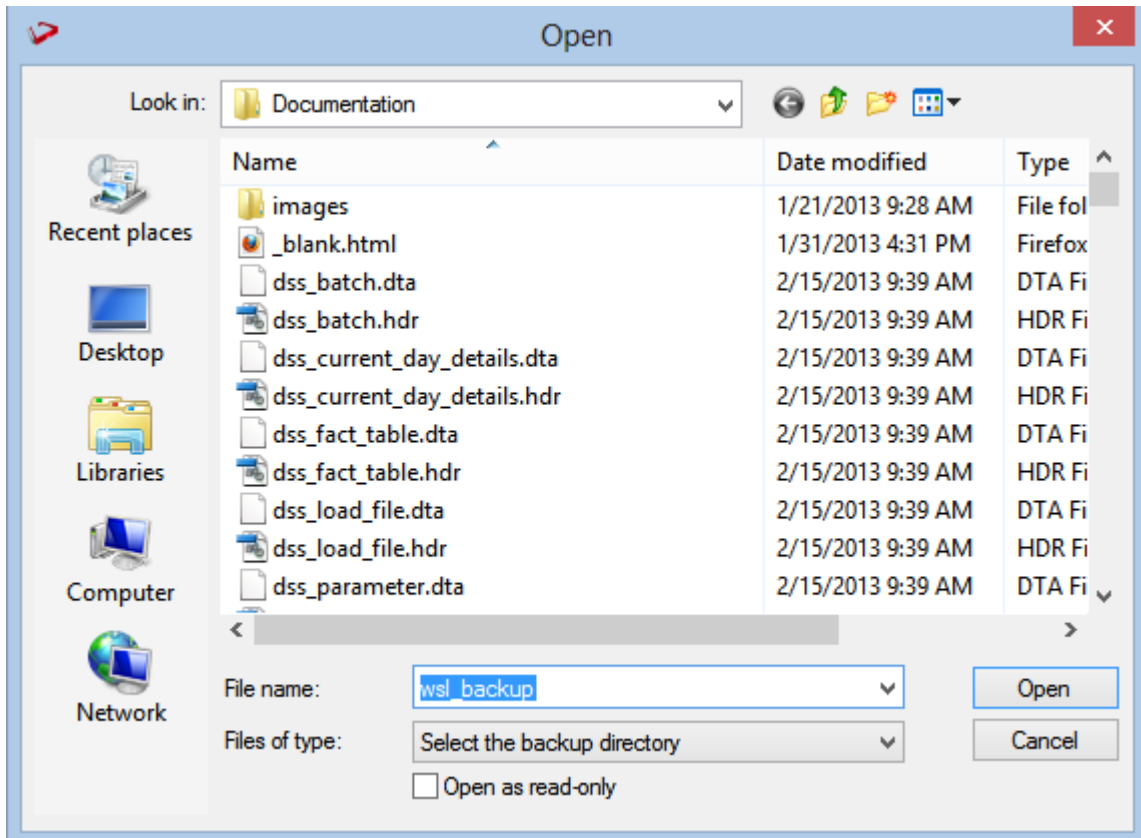 Open
Look in: Documentation
Name Date modified Type
images 1/21/2013 9:28 AM File fol
_blank.html 1/31/2013 4:31 PM Firefox
dss_batch.dta 2/15/2013 9:39 AM DTA Fi
dss_batch.hdr 2/15/2013 9:39 AM HDR Fi
dss_current_day_details.dta 2/15/2013 9:39 AM DTA Fi
dss_current_day_details.hdr 2/15/2013 9:39 AM HDR Fi
dss_fact_table.dta 2/15/2013 9:39 AM DTA Fi
dss_fact_table.hdr 2/15/2013 9:39 AM HDR Fi
dss_load_file.dta 2/15/2013 9:39 AM DTA Fi
dss_load_file.hdr 2/15/2013 9:39 AM HDR Fi
dss_parameter.dta 2/15/2013 9:39 AM DTA Fi
Recent places
Desktop
Libraries
Computer
Network
File name: wsl_backup Open
Files of type: Select the backup directory Cancel
Open as read-only